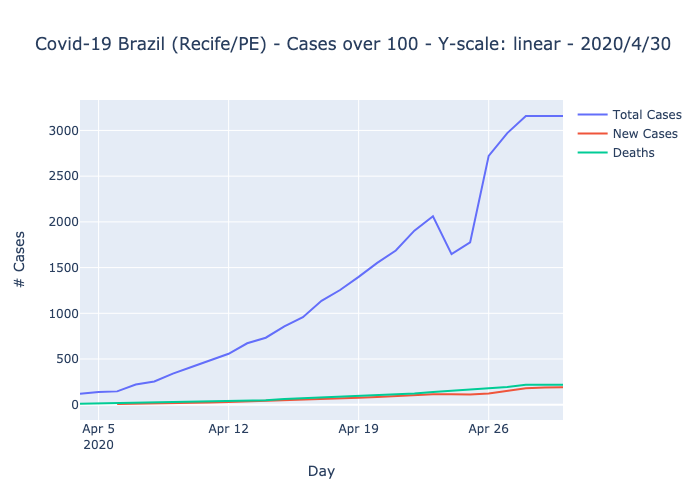 Covid-19 Brazil (Recife/PE) - Cases over 100 - Y-scale: linear - 2020/4/30
Total Cases
New Cases
Deaths
3000
2500
2000
1500
1000
500
0
# Cases
Apr 5
2020
Apr 12
Apr 19
Apr 26
Day